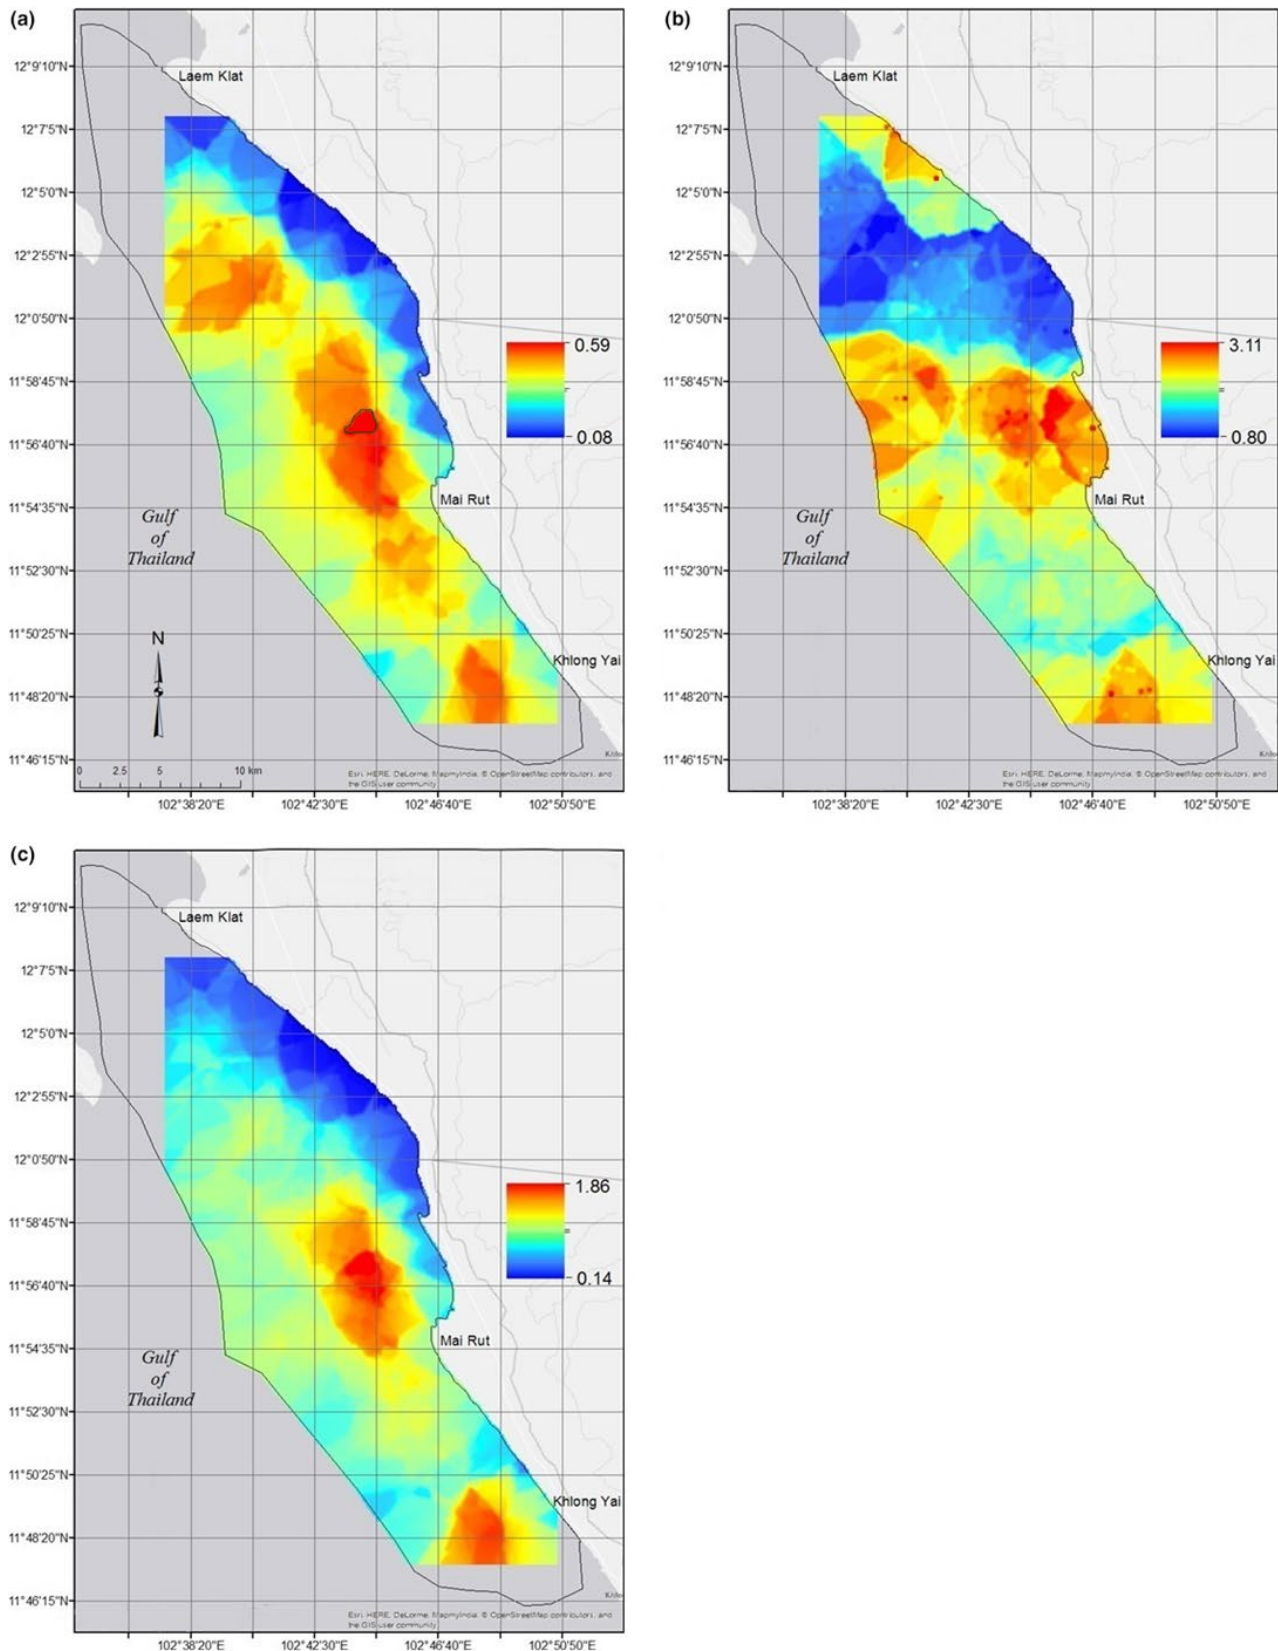 (a)
12°9'10"N
12°7'5"N
12°5'0"N
12°2'55"N
12°0'50"N
11°58'45"N
11°56'40"N
11°54'35"N
11°52'30"N
11°50'25"N
11°48'20"N
11°46'15"N
Laem Klat
0.59
0.08
Mai Rut
Gulf
of
Thailand
N
Khlong Yai
0 2.5 5 10 km
Esri, HERE, DeLorme, MapmyIndia, © OpenStreetMap contributors, and
the GIS user community
102°38'20"E 102°42'30"E 102°46'40"E 102°50'50"E
(b)
12°9'10"N
12°7'5"N
12°5'0"N
12°2'55"N
12°0'50"N
11°58'45"N
11°56'40"N
11°54'35"N
11°52'30"N
11°50'25"N
11°48'20"N
11°46'15"N
Laem Klat
3.11
0.80
Mai Rut
Gulf
of
Thailand
Khlong Yai
Esri, HERE, DeLorme, MapmyIndia, © OpenStreetMap contributors, and
the GIS user community
102°38'20"E 102°42'30"E 102°46'40"E 102°50'50"E
(c)
12°9'10"N
12°7'5"N
12°5'0"N
12°2'55"N
12°0'50"N
11°58'45"N
11°56'40"N
11°54'35"N
11°52'30"N
11°50'25"N
11°48'20"N
11°46'15"N
Laem Klat
1.86
0.14
Mai Rut
Gulf
of
Thailand
Khlong Yai
Esri, HERE, DeLorme, MapmyIndia, © OpenStreetMap contributors, and
the GIS user community
102°38'20"E 102°42'30"E 102°46'40"E 102°50'50"E